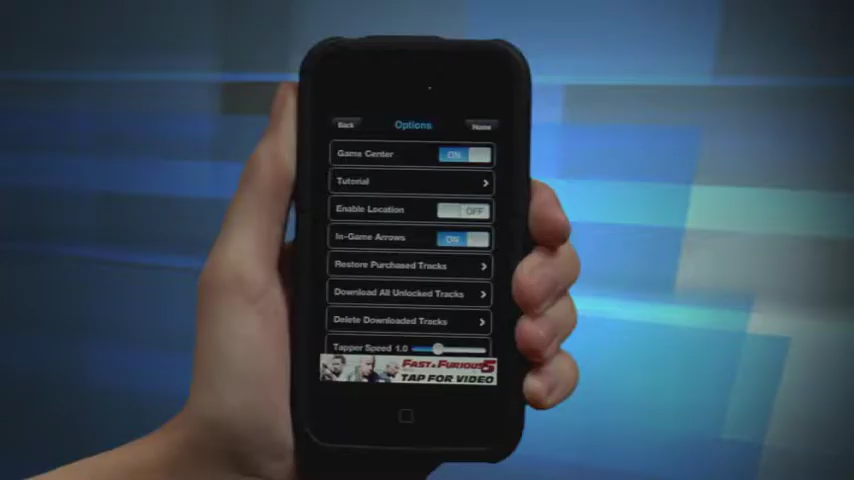 Back
Options
Name
Game Center
ON
Tutorial
Enable Location
OFF
In-Game Arrows
ON
Restore Purchased Tracks
Download All Unlocked Tracks
Delete Downloaded Tracks
Tapper Speed 1.0
FAST & FURIOUS 5
TAP FOR VIDEO